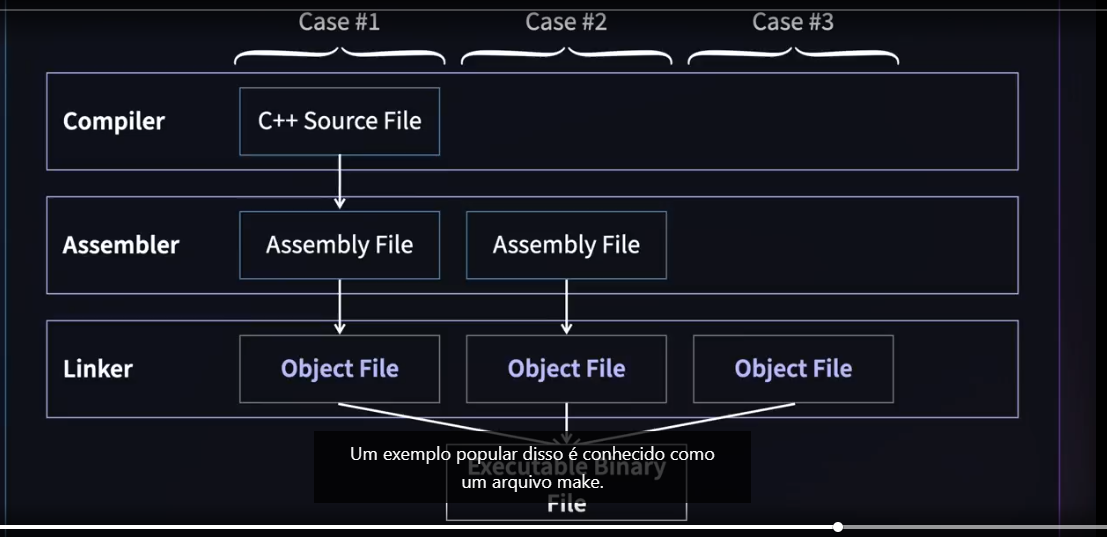 Case #1 Case #2 Case #3
Compiler C++ Source File
Assembler Assembly File Assembly File
Linker Object File Object File Object File
Um exemplo popular disso é conhecido como
Executable Binary
um arquivo make.
File